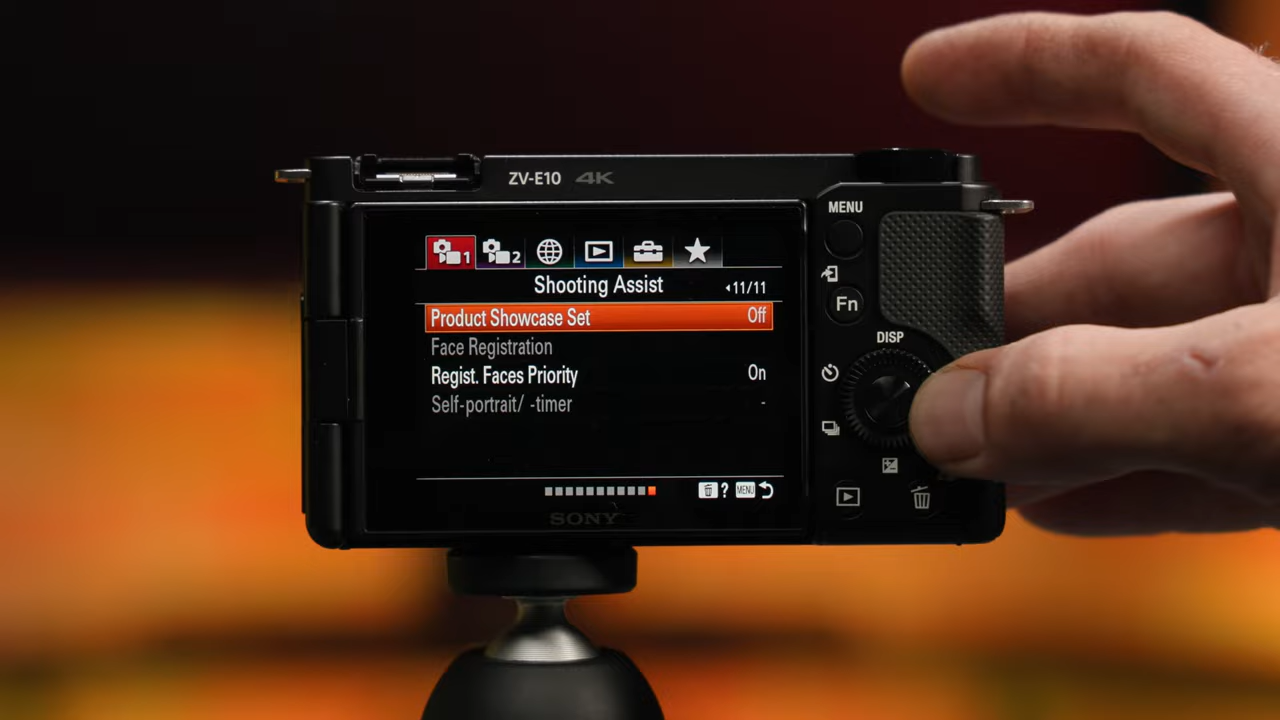 ZV-E10 4K
MENU
1 2
Shooting Assist 11/11
Product Showcase Set Off
Face Registration
Regist. Faces Priority On
Self-portrait/ -timer -
Fn
DISP
? MENU
SONY